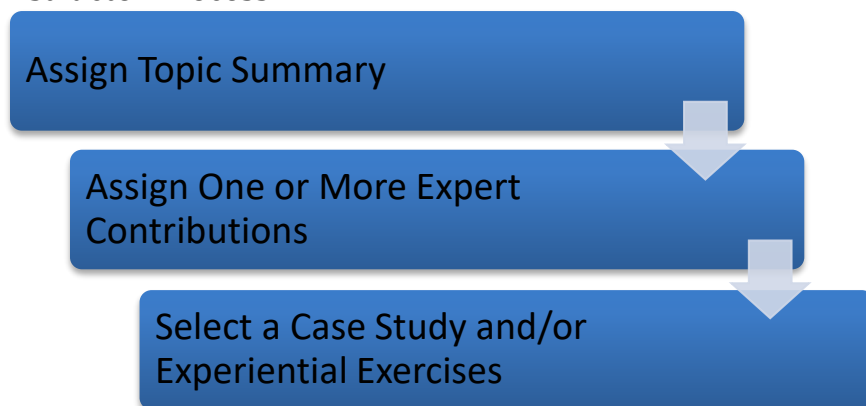 Assign Topic Summary
Assign One or More Expert
Contributions
Select a Case Study and/or
Experiential Exercises